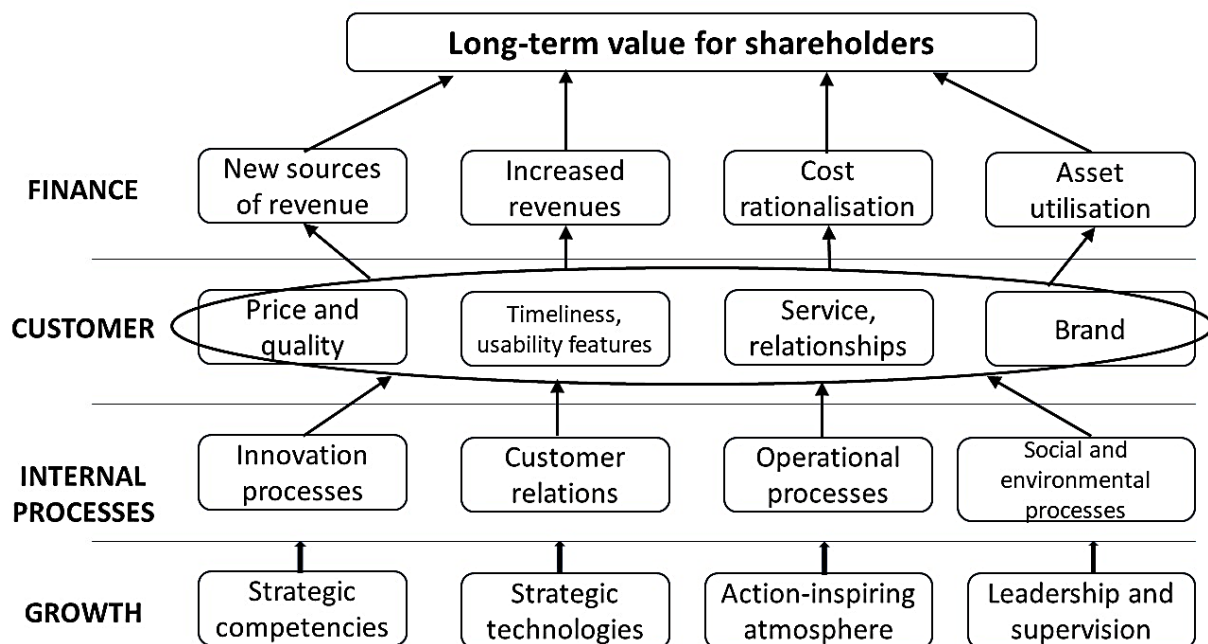 Long-term value for shareholders
FINANCE
New sources
of revenue
Increased
revenues
Cost
rationalisation
Asset
utilisation
CUSTOMER
Price and
quality
Timeliness,
usability features
Service,
relationships
Brand
INTERNAL
PROCESSES
Innovation
processes
Customer
relations
Operational
processes
Social and
environmental
processes
GROWTH
Strategic
competencies
Strategic
technologies
Action-inspiring
atmosphere
Leadership and
supervision